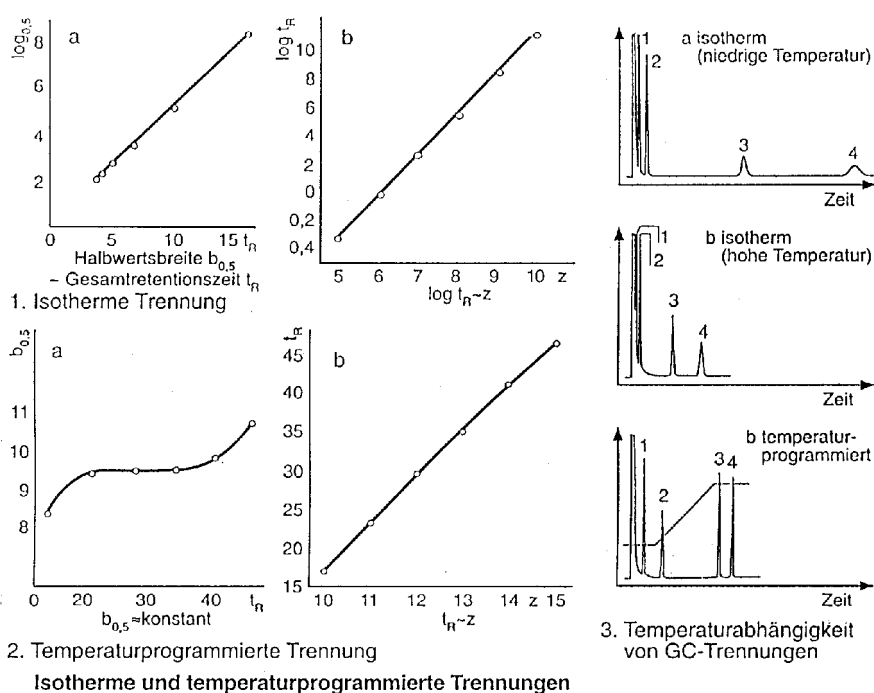 log0,5
8
6
4
2
a
0
5
10
15 tR
Halbwertsbreite b0,5
– Gesamtretentionszeit tR
1. Isotherme Trennung
log tR
10
8
6
4
2
0
0,2
0,4
b
5
6
7
8
9
10
z
log tR~z
b0,5
11
10
9
8
a
0
20
30
40
tR
b0,5≈konstant
tR
45
40
35
30
25
20
15
b
10
11
12
13
14
z
15
tR~z
2. Temperaturprogrammierte Trennung
1
2
a isotherm
(niedrige Temperatur)
3
4
Zeit
1
2
b isotherm
(hohe Temperatur)
3
4
Zeit
1
2
b temperatur-
programmiert
3
4
Zeit
3. Temperaturabhängigkeit
von GC-Trennungen
Isotherme und temperaturprogrammierte Trennungen